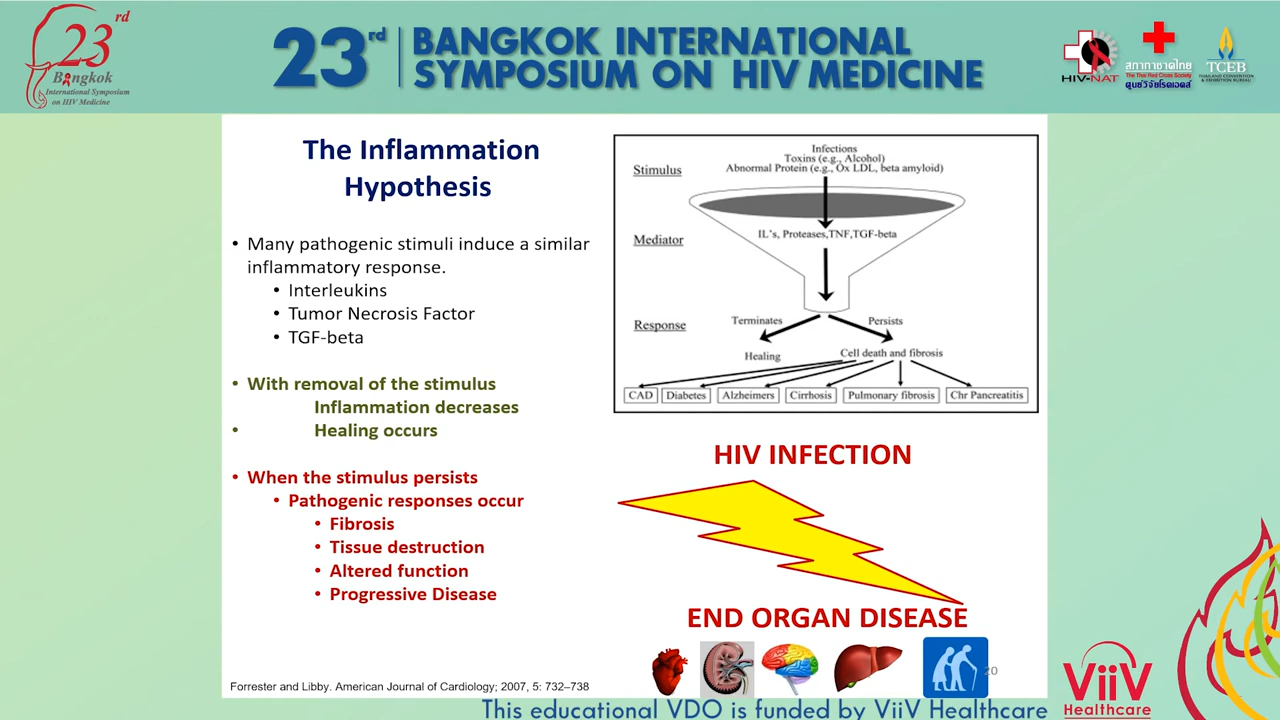 23rd
Bangkok
International Symposium
on HIV Medicine
23rd | BANGKOK INTERNATIONAL
SYMPOSIUM ON HIV MEDICINE
HIV-NAT
สภากาชาดไทย
The Thai Red Cross Society
ศูนย์วิจัยโรคเอดส์
TCEB
THAILAND CONVENTION
& EXHIBITION BUREAU
The Inflammation
Hypothesis
• Many pathogenic stimuli induce a similar
inflammatory response.
• Interleukins
• Tumor Necrosis Factor
• TGF-beta
• With removal of the stimulus
Inflammation decreases
• Healing occurs
• When the stimulus persists
• Pathogenic responses occur
• Fibrosis
• Tissue destruction
• Altered function
• Progressive Disease
Forrester and Libby. American Journal of Cardiology; 2007, 5: 732–738
Infections
Toxins (e.g., Alcohol)
Stimulus
Abnormal Protein (e.g., Ox LDL, beta amyloid)
Mediator
IL's, Proteases,TNF,TGF-beta
Response
Terminates
Persists
Healing
Cell death and fibrosis
CAD
Diabetes
Alzheimers
Cirrhosis
Pulmonary fibrosis
Chr Pancreatitis
HIV INFECTION
END ORGAN DISEASE
20
ViiV
Healthcare
This educational VDO is funded by ViiV Healthcare